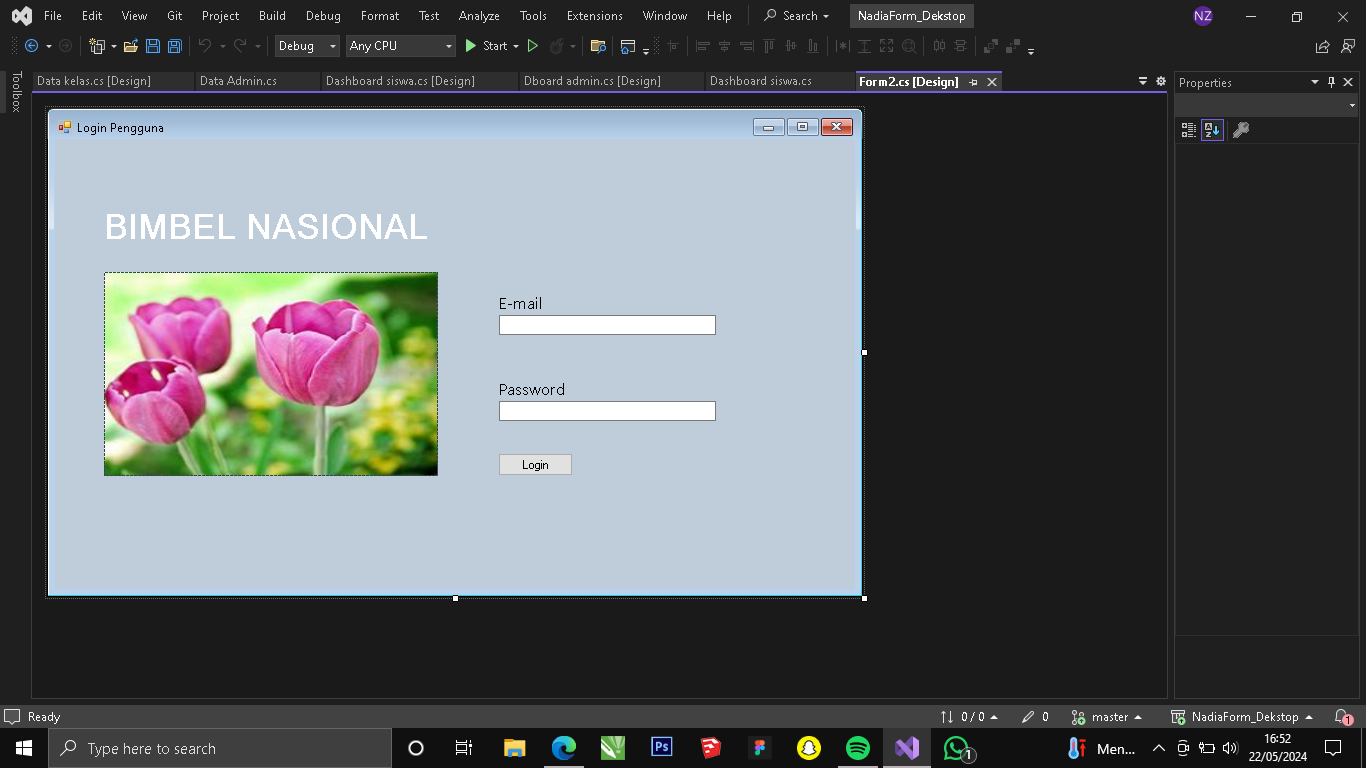 File Edit View Git Project Build Debug Format Test Analyze Tools Extensions Window Help Search NadiaForm_Dekstop NZ
Debug Any CPU Start
Data kelas.cs [Design] Data Admin.cs Dashboard siswa.cs [Design] Dboard admin.cs [Design] Dashboard siswa.cs Form2.cs [Design] Properties
Toolbox
Login Pengguna
A Z
BIMBEL NASIONAL
E-mail
Password
Login
Ready 0 / 0 0 master NadiaForm_Dekstop 1
Type here to search Ps 1 Men... 16:52
22/05/2024